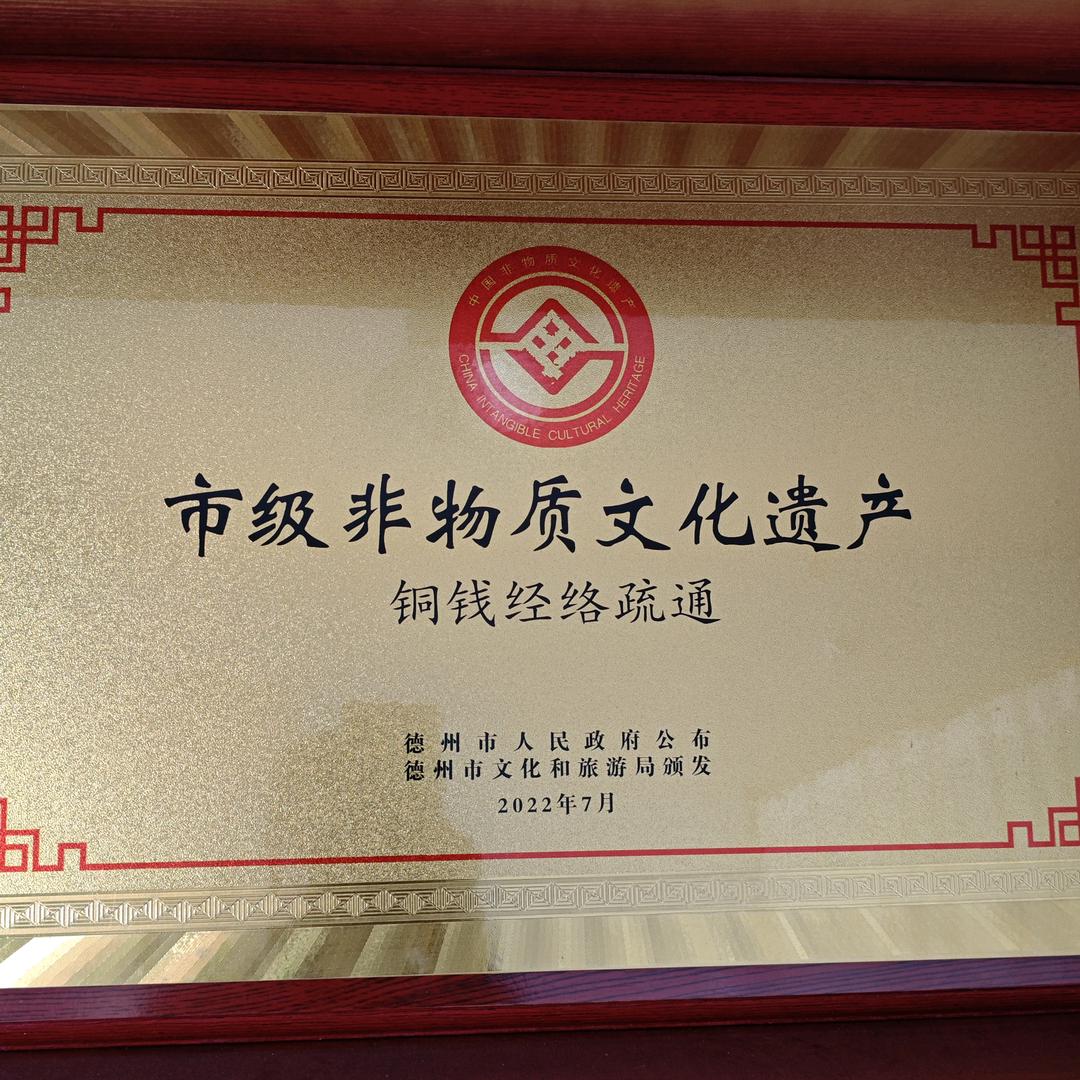 中国非物质文化遗产
CHINA INTANGIBLE CULTURAL HERITAGE
市级非物质文化遗产
铜钱经络疏通
德州市人民政府公布
德州市文化和旅游局颁发
2022年7月